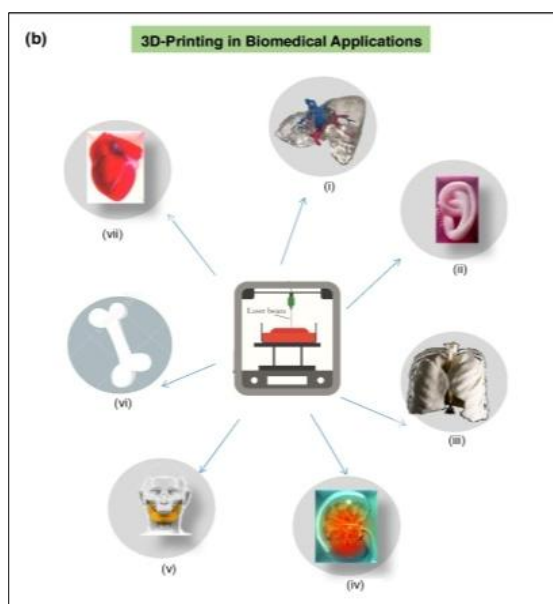 (b)
3D-Printing in Biomedical Applications
(i)
(vii)
(ii)
Laser beam
(vi)
(iii)
(v)
(iv)